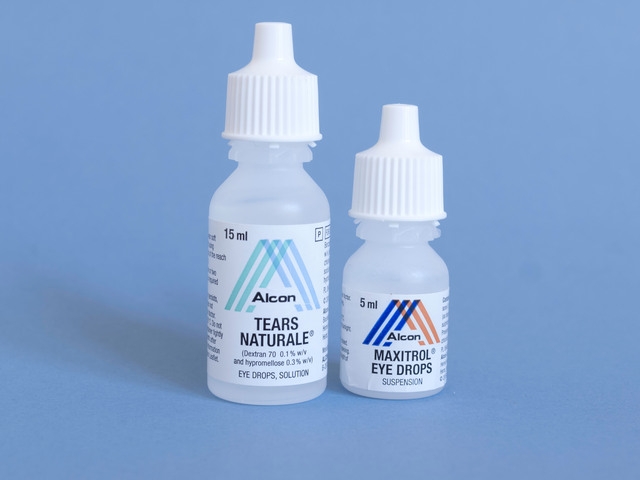 15 ml
P
Alcon
TEARS
NATURALE®
(Dextran 70 0.1% w/v
and hypromellose 0.3% w/v)
EYE DROPS, SOLUTION
5 ml
Alcon
MAXITROL®
EYE DROPS
SUSPENSION